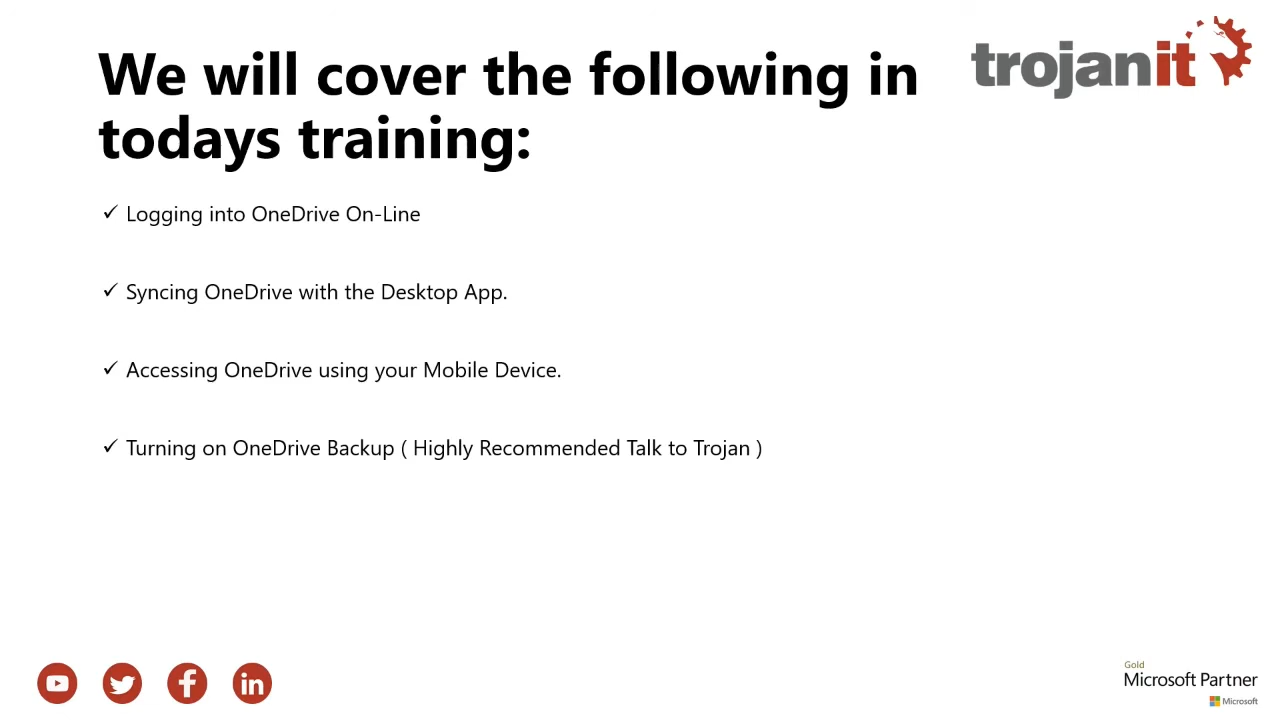 We will cover the following in
todays training:
trojanit
✓ Logging into OneDrive On-Line
✓ Syncing OneDrive with the Desktop App.
✓ Accessing OneDrive using your Mobile Device.
✓ Turning on OneDrive Backup ( Highly Recommended Talk to Trojan )
Gold
Microsoft Partner
Microsoft